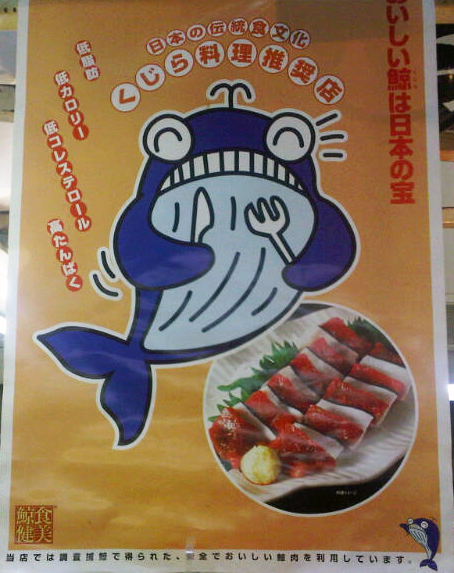 おいしい鯨は日本の宝
日本の伝統食文化
くじら料理推奨店
低脂肪
低カロリー
低コレステロール
高たんぱく
鯨食
健美
当店では調査捕鯨で得られた、安全でおいしい鯨肉を利用しています。